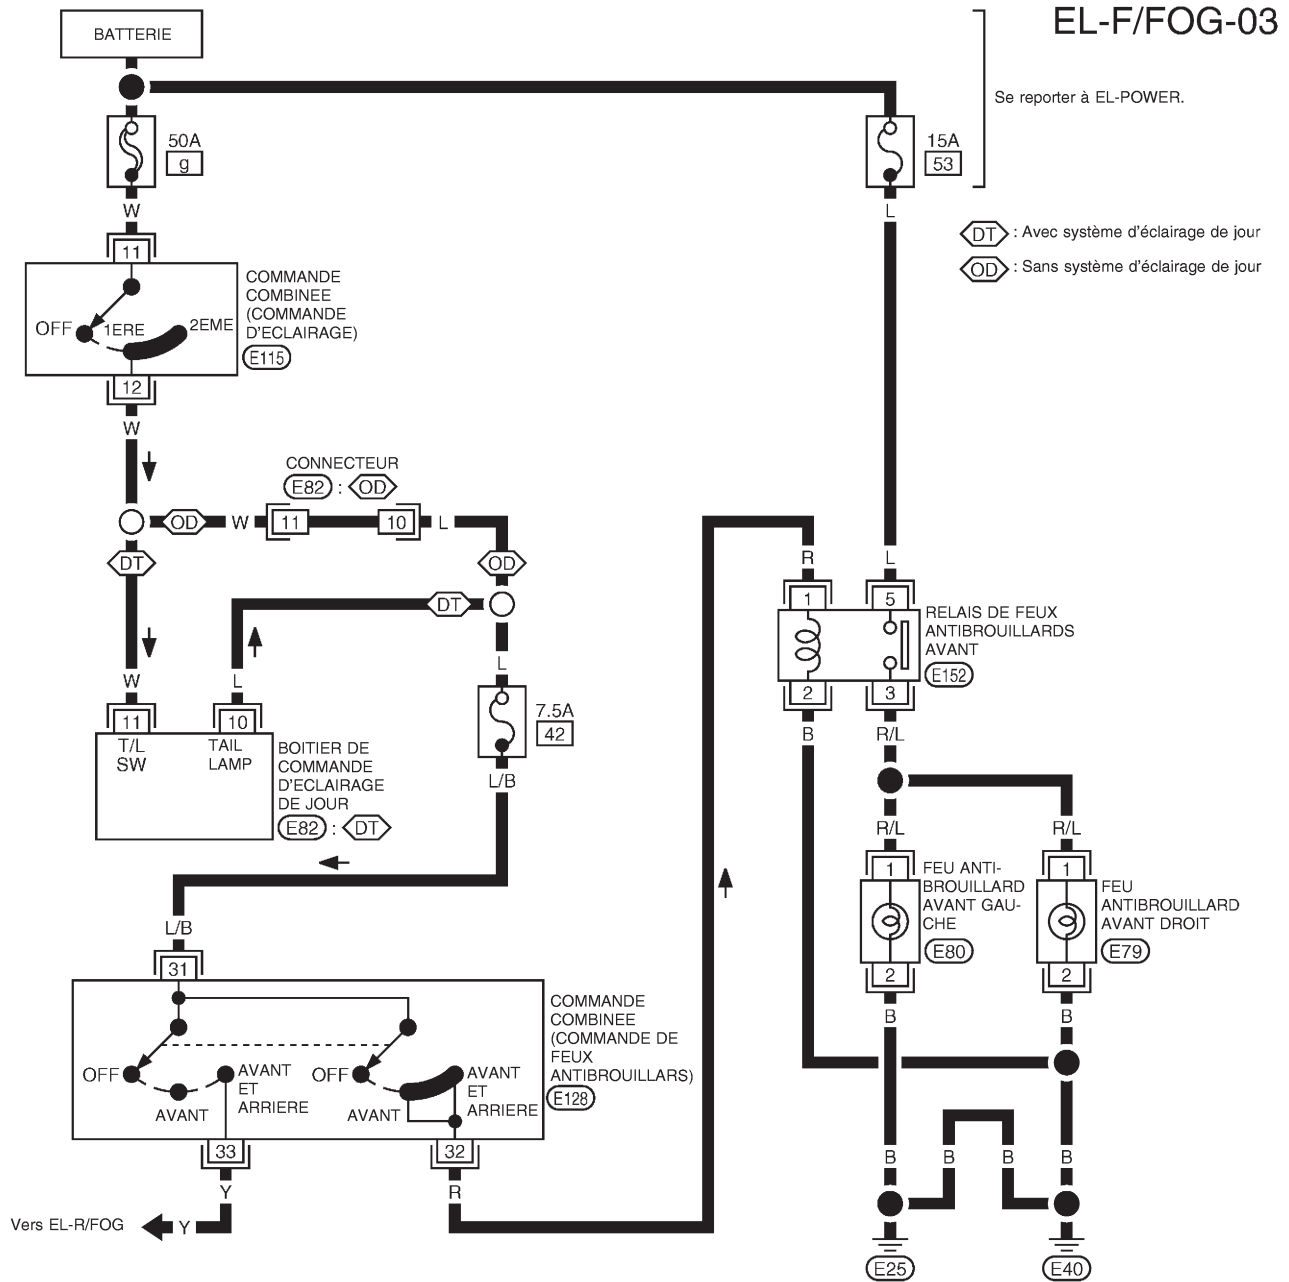 EL-F/FOG-03
BATTERIE
Se reporter à EL-POWER.
50A
g
15A
53
W
L
DT : Avec système d'éclairage de jour
OD : Sans système d'éclairage de jour
11
COMMANDE
COMBINEE
(COMMANDE
D'ECLAIRAGE)
E115
OFF
1ERE
2EME
12
W
CONNECTEUR
E82 : OD
OD
W
11
10
L
DT
OD
DT
R
L
1
5
RELAIS DE FEUX
ANTIBROUILLARDS
AVANT
E152
2
3
W
L
L
11
10
T/L
SW
TAIL
LAMP
BOITIER DE
COMMANDE
D'ECLAIRAGE
DE JOUR
E82 : DT
7.5A
42
L/B
B
R/L
R/L
R/L
1
1
FEU ANTI-
BROUILLARD
AVANT GAU-
CHE
E80
FEU
ANTIBROUILLARD
AVANT DROIT
E79
2
2
B
B
L/B
31
COMMANDE
COMBINEE
(COMMANDE DE
FEUX
ANTIBROUILLARS)
E128
OFF
AVANT
AVANT
ET
ARRIERE
OFF
AVANT
AVANT
ET
ARRIERE
33
32
Y
R
B
B
B
B
Vers EL-R/FOG
Y
E25
E40